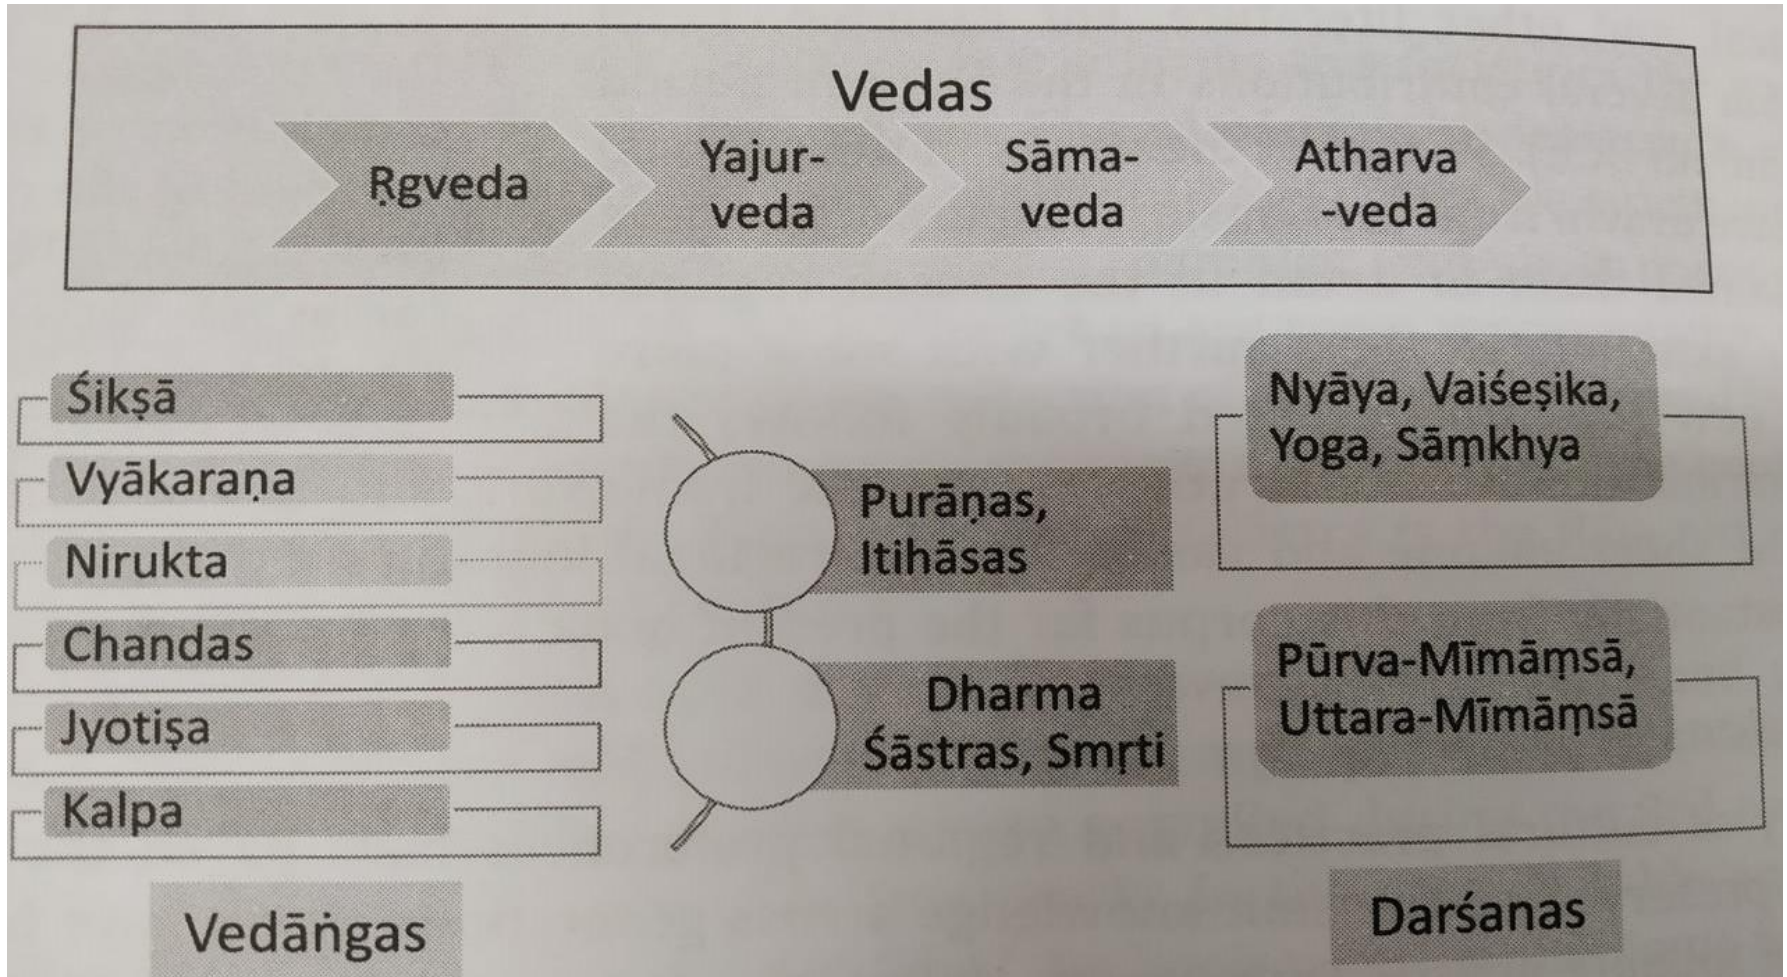 Vedas
Ṛgveda
Yajur-
veda
Sāma-
veda
Atharva
-veda
Śikṣā
Vyākaraṇa
Nirukta
Chandas
Jyotiṣa
Kalpa
Vedāṅgas
Purāṇas,
Itihāsas
Dharma
Śāstras, Smṛti
Nyāya, Vaiśeṣika,
Yoga, Sāṃkhya
Pūrva-Mīmāṃsā,
Uttara-Mīmāṃsā
Darśanas